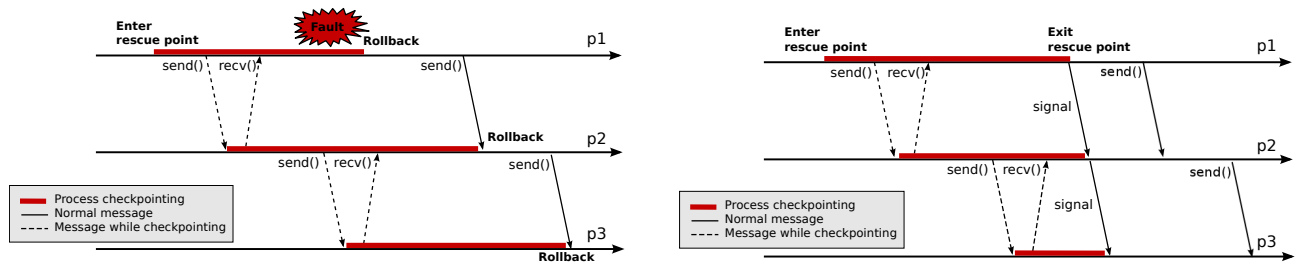 Enter
rescue point
Fault
Rollback
p1
send()
recv()
send()
Rollback
p2
send()
recv()
send()
Process checkpointing
Normal message
Message while checkpointing
p3
Rollback
Enter
rescue point
Exit
rescue point
p1
send()
recv()
send()
signal
p2
send()
recv()
send()
signal
Process checkpointing
Normal message
Message while checkpointing
p3